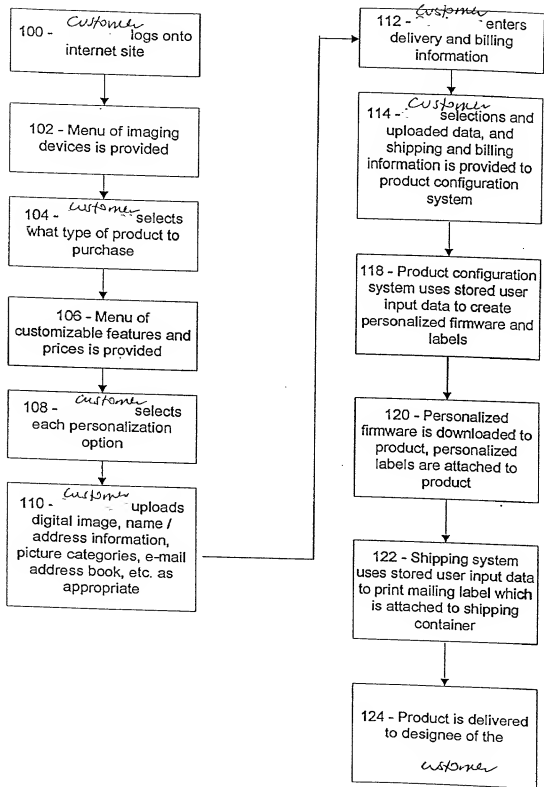 100 - Customer logs onto
internet site
102 - Menu of imaging
devices is provided
104 - Customer selects
what type of product to
purchase
106 - Menu of
customizable features and
prices is provided
108 - Customer selects
each personalization
option
110 - Customer uploads
digital image, name /
address information,
picture categories, e-mail
address book, etc. as
appropriate
112 - Customer enters
delivery and billing
information
114 - Customer selections and
uploaded data, and
shipping and billing
information is provided to
product configuration
system
118 - Product configuration
system uses stored user
input data to create
personalized firmware and
labels
120 - Personalized
firmware is downloaded to
product, personalized
labels are attached to
product
122 - Shipping system
uses stored user input data
to print mailing label which
is attached to shipping
container
124 - Product is delivered
to designee of the
customer